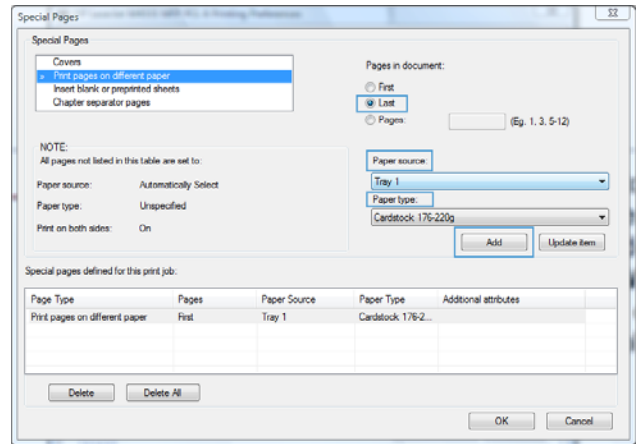 Special Pages
Special Pages
Covers
» Print pages on different paper
Insert blank or preprinted sheets
Chapter separator pages
Pages in document:
First
Last
Pages:
(Eg. 1, 3, 5-12)
NOTE:
All pages not listed in this table are set to:
Paper source: Automatically Select
Paper type: Unspecified
Print on both sides: On
Paper source:
Tray 1
Paper type:
Cardstock 176-220g
Add Update item
Special pages defined for this print job:
Page Type Pages Paper Source Paper Type Additional attributes
Print pages on different paper First Tray 1 Cardstock 176-2...
Delete Delete All
OK Cancel